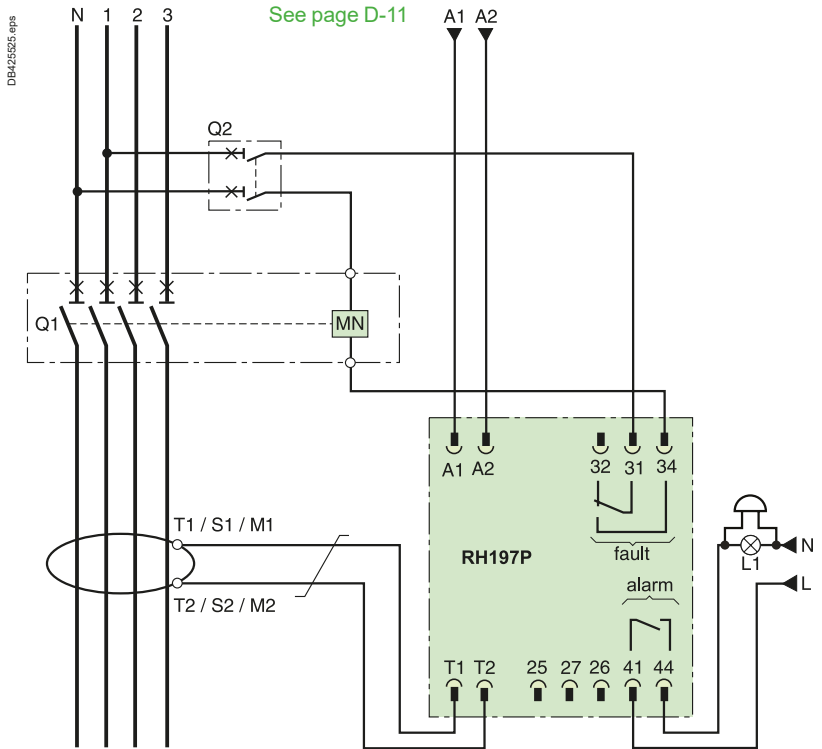 DB425525.eps
N 1 2 3
See page D-11
A1 A2
Q2
Q1
MN
A1 A2
32 31 34
fault
RH197P
alarm
T1 / S1 / M1
T2 / S2 / M2
L1
N
L
T1 T2 25 27 26 41 44